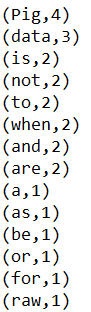 (Pig,4)
(data,3)
(is,2)
(not,2)
(to,2)
(when,2)
(and,2)
(are,2)
(a,1)
(as,1)
(be,1)
(or,1)
(for,1)
(raw,1)